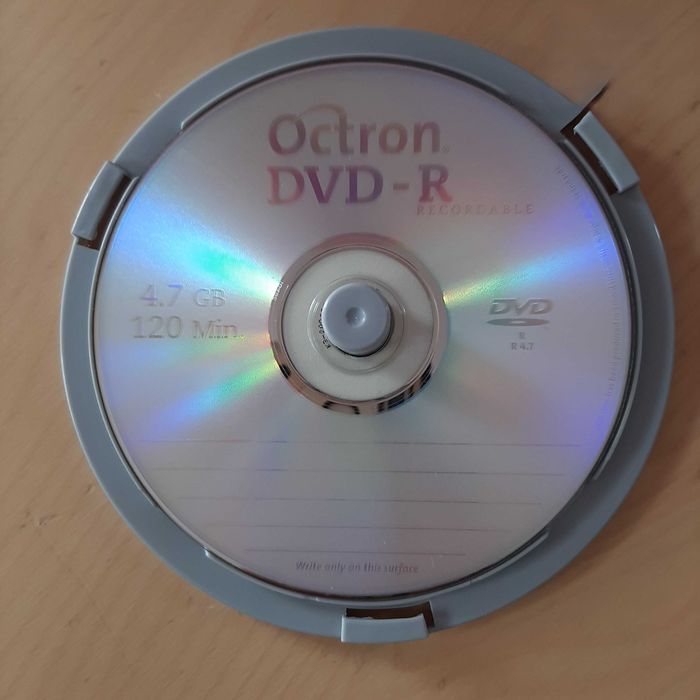 Octron®
DVD-R
RECORDABLE
4.7 GB
120 Min.
DVD
R
R 4.7
Write only on this surface